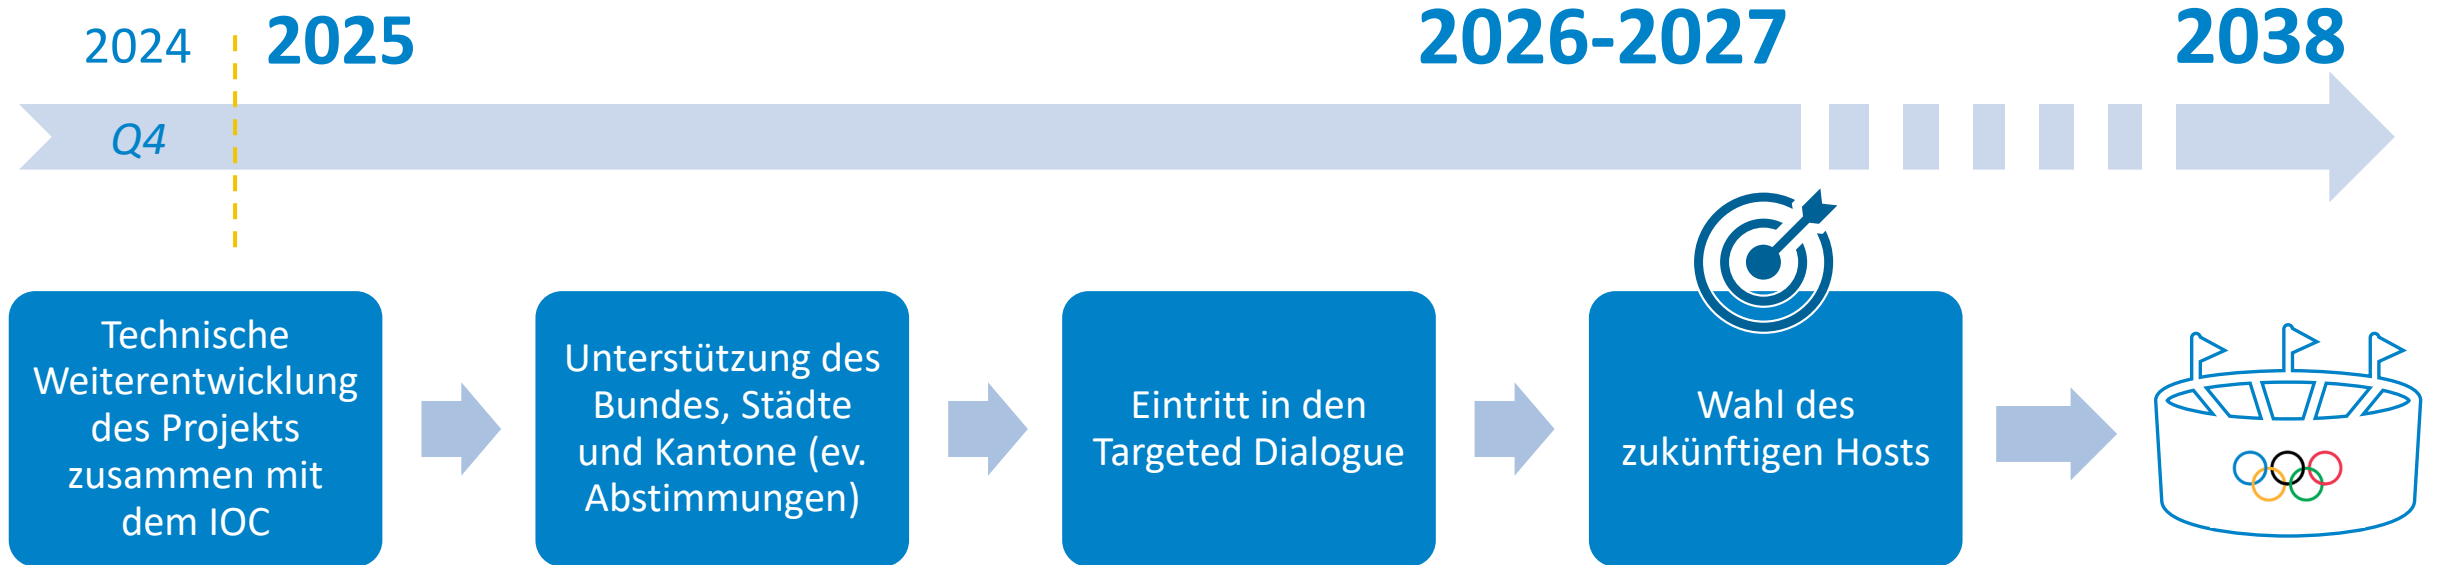 2024
2025
2026-2027
2038
Q4
Technische
Weiterentwicklung
des Projekts
zusammen mit
dem IOC
Unterstützung des
Bundes, Städte
und Kantone (ev.
Abstimmungen)
Eintritt in den
Targeted Dialogue
Wahl des
zukünftigen Hosts